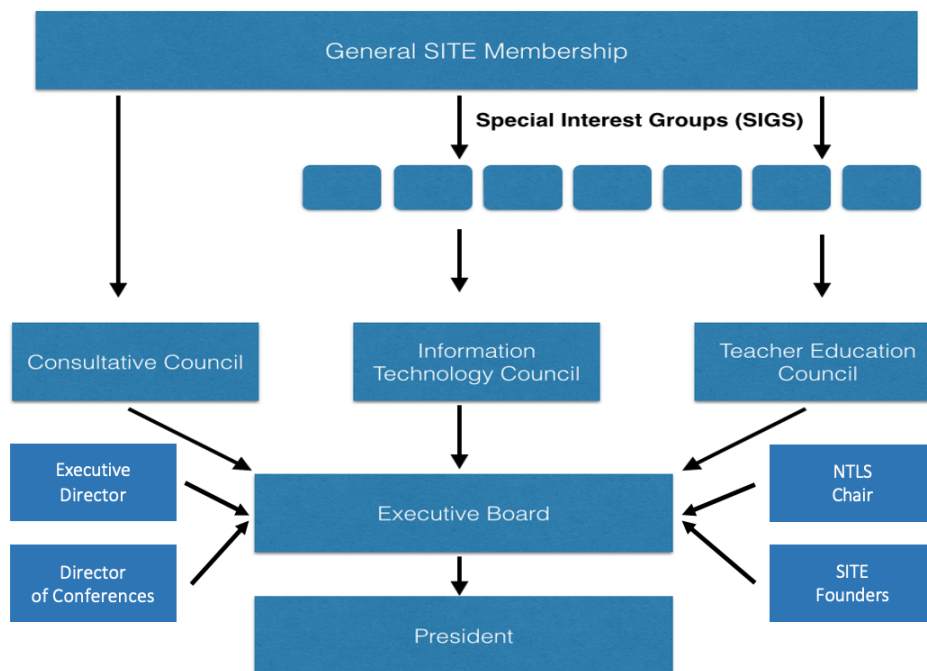 General SITE Membership
Special Interest Groups (SIGS)
Consultative Council
Information
Technology Council
Teacher Education
Council
Executive
Director
Executive Board
NTLS
Chair
Director
of Conferences
SITE
Founders
President